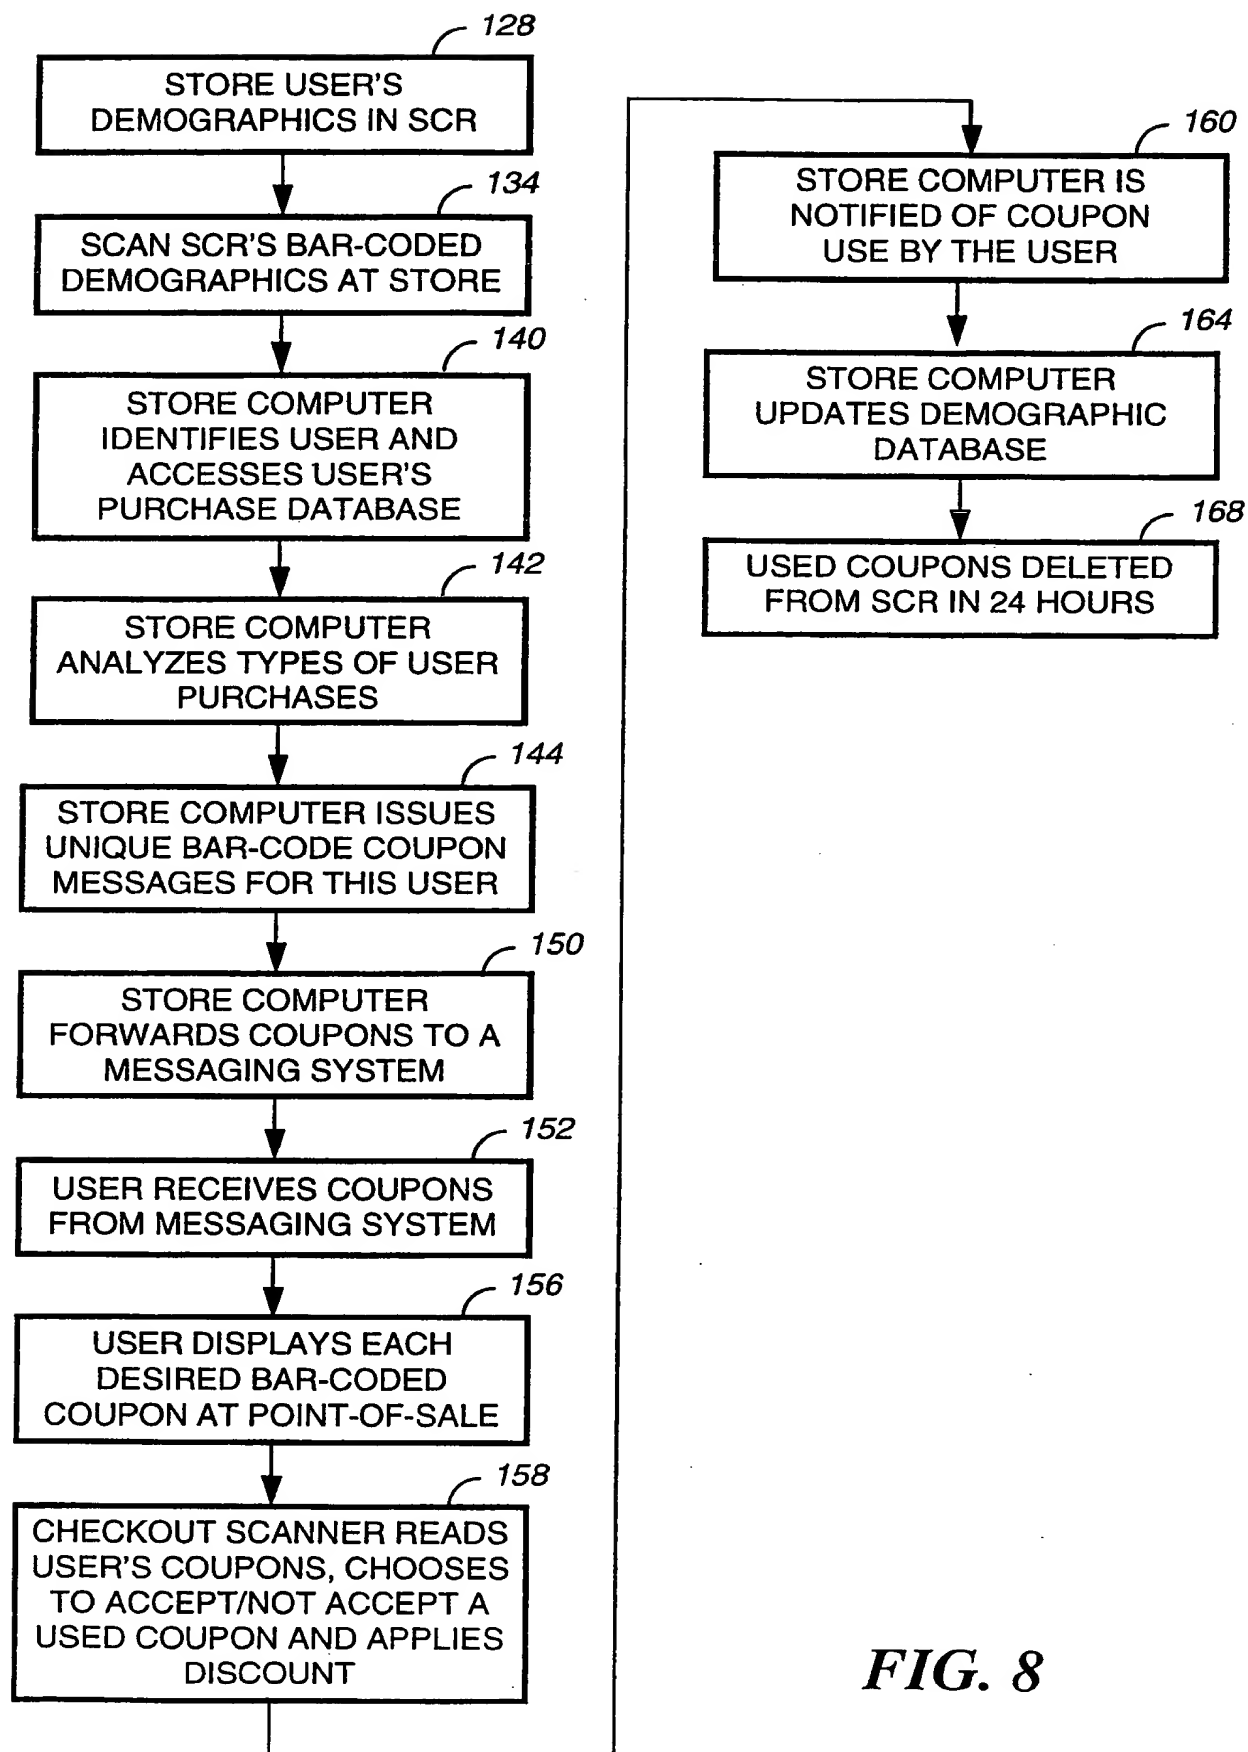 128
STORE USER'S
DEMOGRAPHICS IN SCR
134
SCAN SCR'S BAR-CODED
DEMOGRAPHICS AT STORE
140
STORE COMPUTER
IDENTIFIES USER AND
ACCESSES USER'S
PURCHASE DATABASE
142
STORE COMPUTER
ANALYZES TYPES OF USER
PURCHASES
144
STORE COMPUTER ISSUES
UNIQUE BAR-CODE COUPON
MESSAGES FOR THIS USER
150
STORE COMPUTER
FORWARDS COUPONS TO A
MESSAGING SYSTEM
152
USER RECEIVES COUPONS
FROM MESSAGING SYSTEM
156
USER DISPLAYS EACH
DESIRED BAR-CODED
COUPON AT POINT-OF-SALE
158
CHECKOUT SCANNER READS
USER'S COUPONS, CHOOSES
TO ACCEPT/NOT ACCEPT A
USED COUPON AND APPLIES
DISCOUNT
160
STORE COMPUTER IS
NOTIFIED OF COUPON
USE BY THE USER
164
STORE COMPUTER
UPDATES DEMOGRAPHIC
DATABASE
168
USED COUPONS DELETED
FROM SCR IN 24 HOURS
FIG. 8